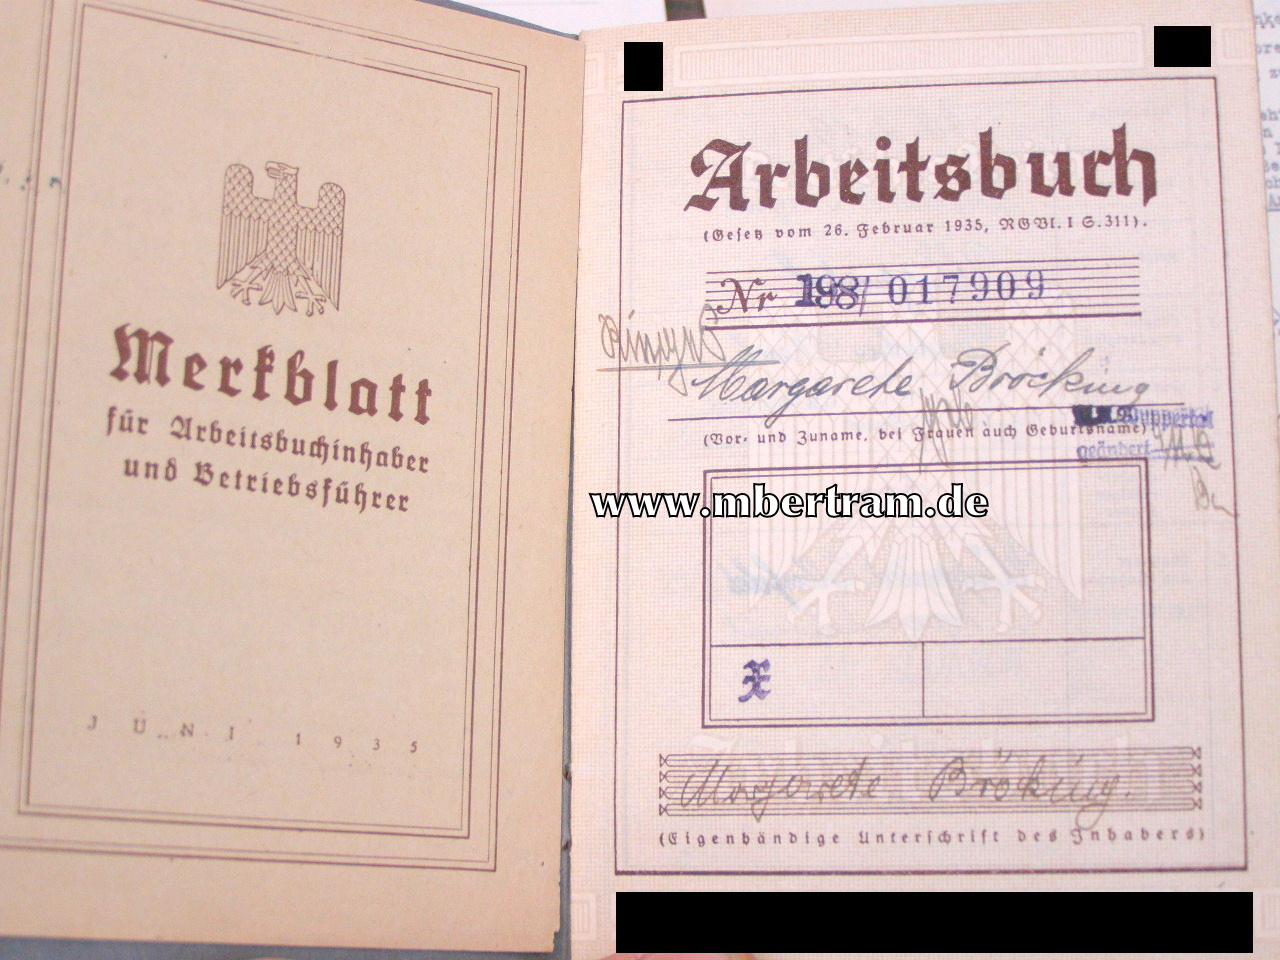 Merkblatt
für Arbeitsbuchinhaber
und Betriebsführer
JUNI 1935
Arbeitsbuch
(Gesetz vom 26. Februar 1935, RGBl. I S.311).
Nr 198/ 017909
Margarete Bröcking
(Vor- und Zuname, bei Frauen auch Geburtsname)
Wuppertal
geändert
www.mbertram.de
X
Margarete Bröcking.
(Eigenhändige Unterschrift des Inhabers)